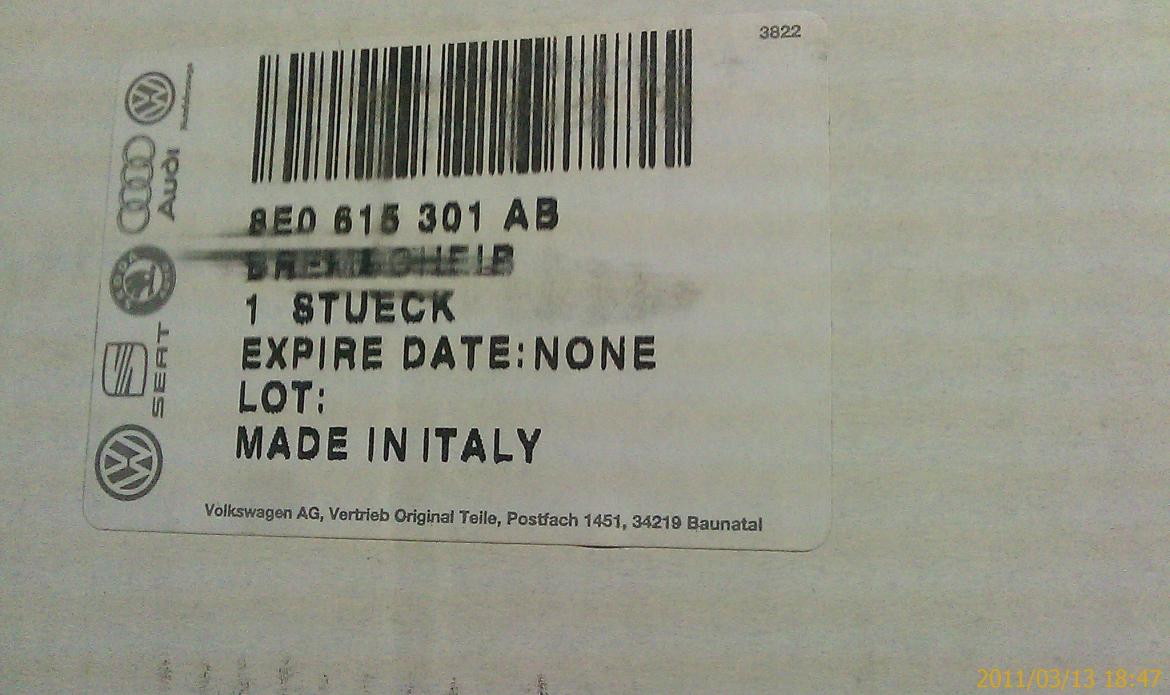 3822
8E0 615 301 AB
BREMSSCHEIB
1 STUECK
EXPIRE DATE:NONE
LOT:
MADE IN ITALY
Audi
SEAT
Volkswagen AG, Vertrieb Original Teile, Postfach 1451, 34219 Baunatal
2011/03/13 18:47